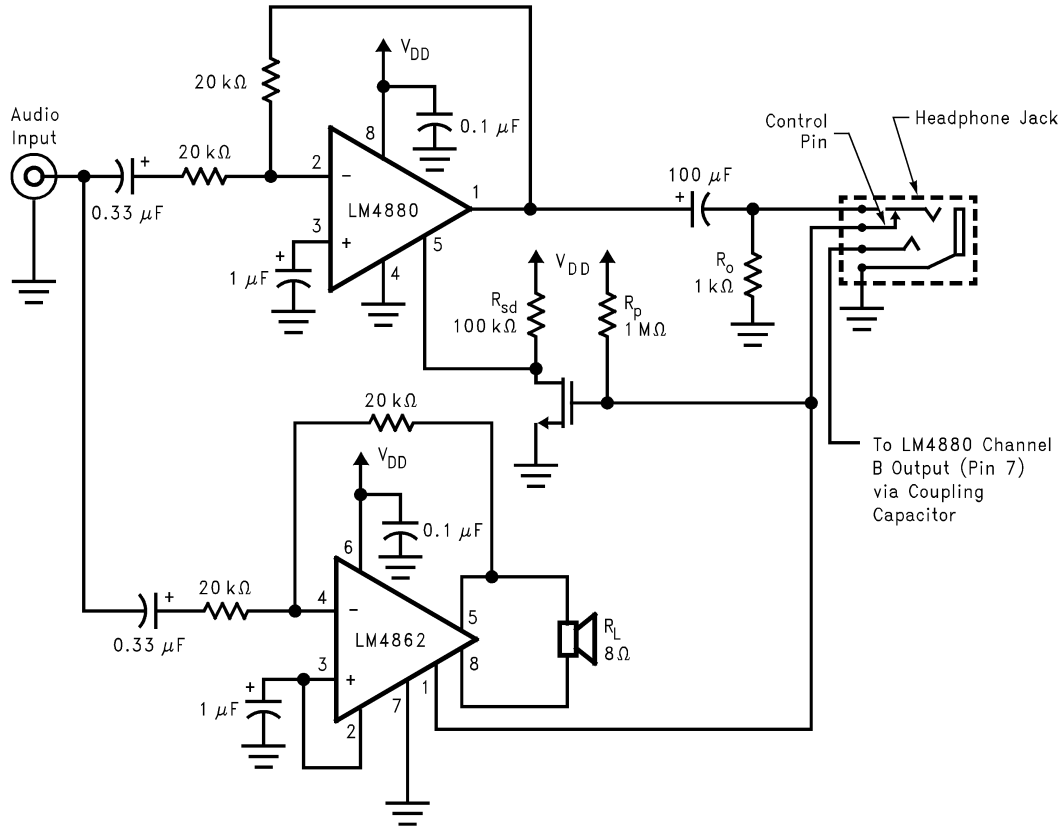 V_DD
20 kΩ
Audio
Input
8
0.1 μF
Headphone Jack
Control
Pin
20 kΩ
+
2
−
0.33 μF
LM4880
1
100 μF
+
3
+
5
+
1 μF
4
V_DD
R_o
1 kΩ
R_sd
100 kΩ
R_p
1 MΩ
20 kΩ
V_DD
To LM4880 Channel
B Output (Pin 7)
via Coupling
Capacitor
0.1 μF
6
20 kΩ
+
4
−
0.33 μF
LM4862
5
R_L
8Ω
3
+
8
+
1 μF
1
7
2